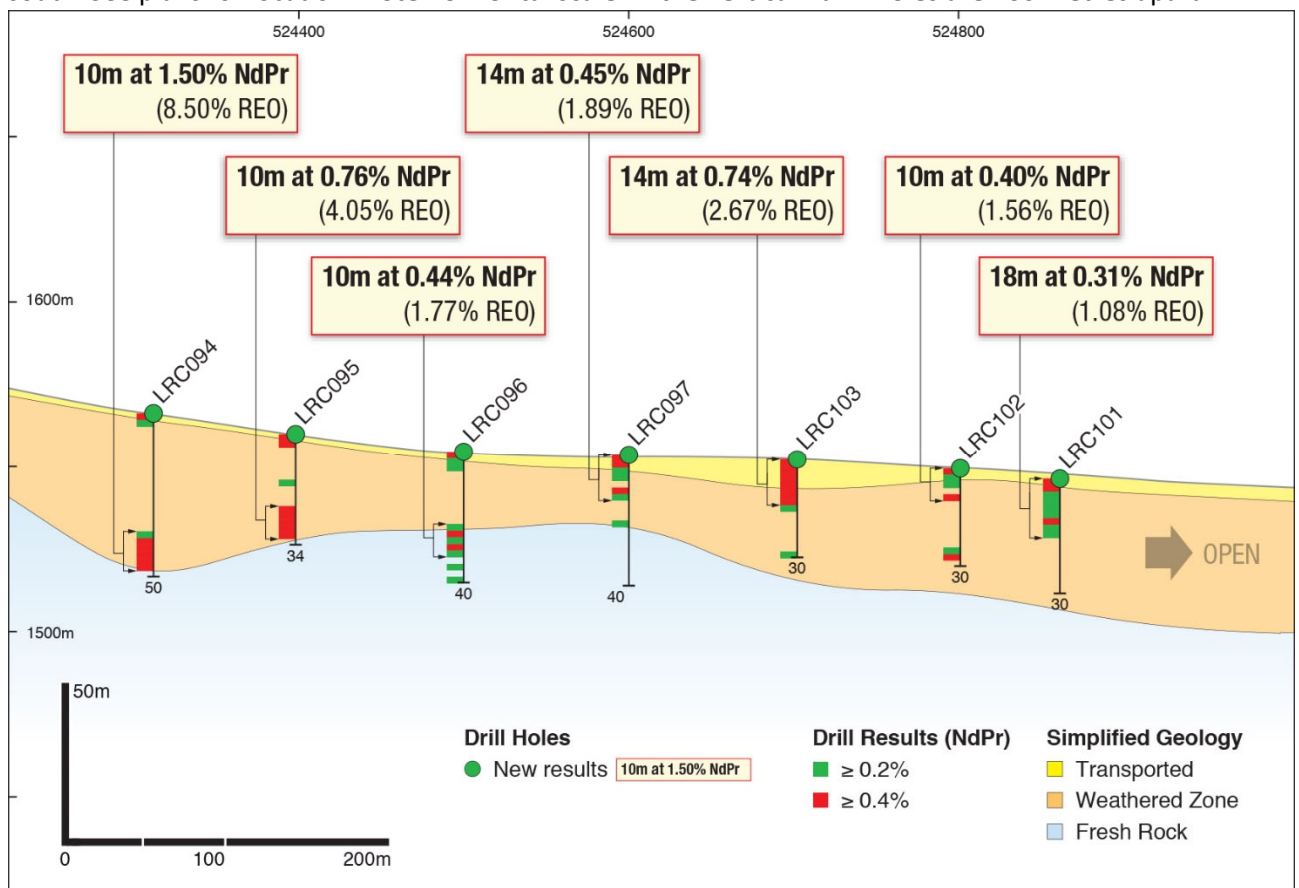 524400
524600
524800
10m at 1.50% NdPr
(8.50% REO)
14m at 0.45% NdPr
(1.89% REO)
10m at 0.76% NdPr
(4.05% REO)
14m at 0.74% NdPr
(2.67% REO)
10m at 0.40% NdPr
(1.56% REO)
10m at 0.44% NdPr
(1.77% REO)
18m at 0.31% NdPr
(1.08% REO)
1600m
LRC094
LRC095
LRC096
LRC097
LRC103
LRC102
LRC101
OPEN
50
34
40
40
30
30
30
1500m
50m
0
100
200m
Drill Holes
New results 10m at 1.50% NdPr
Drill Results (NdPr)
≥ 0.2%
≥ 0.4%
Simplified Geology
Transported
Weathered Zone
Fresh Rock